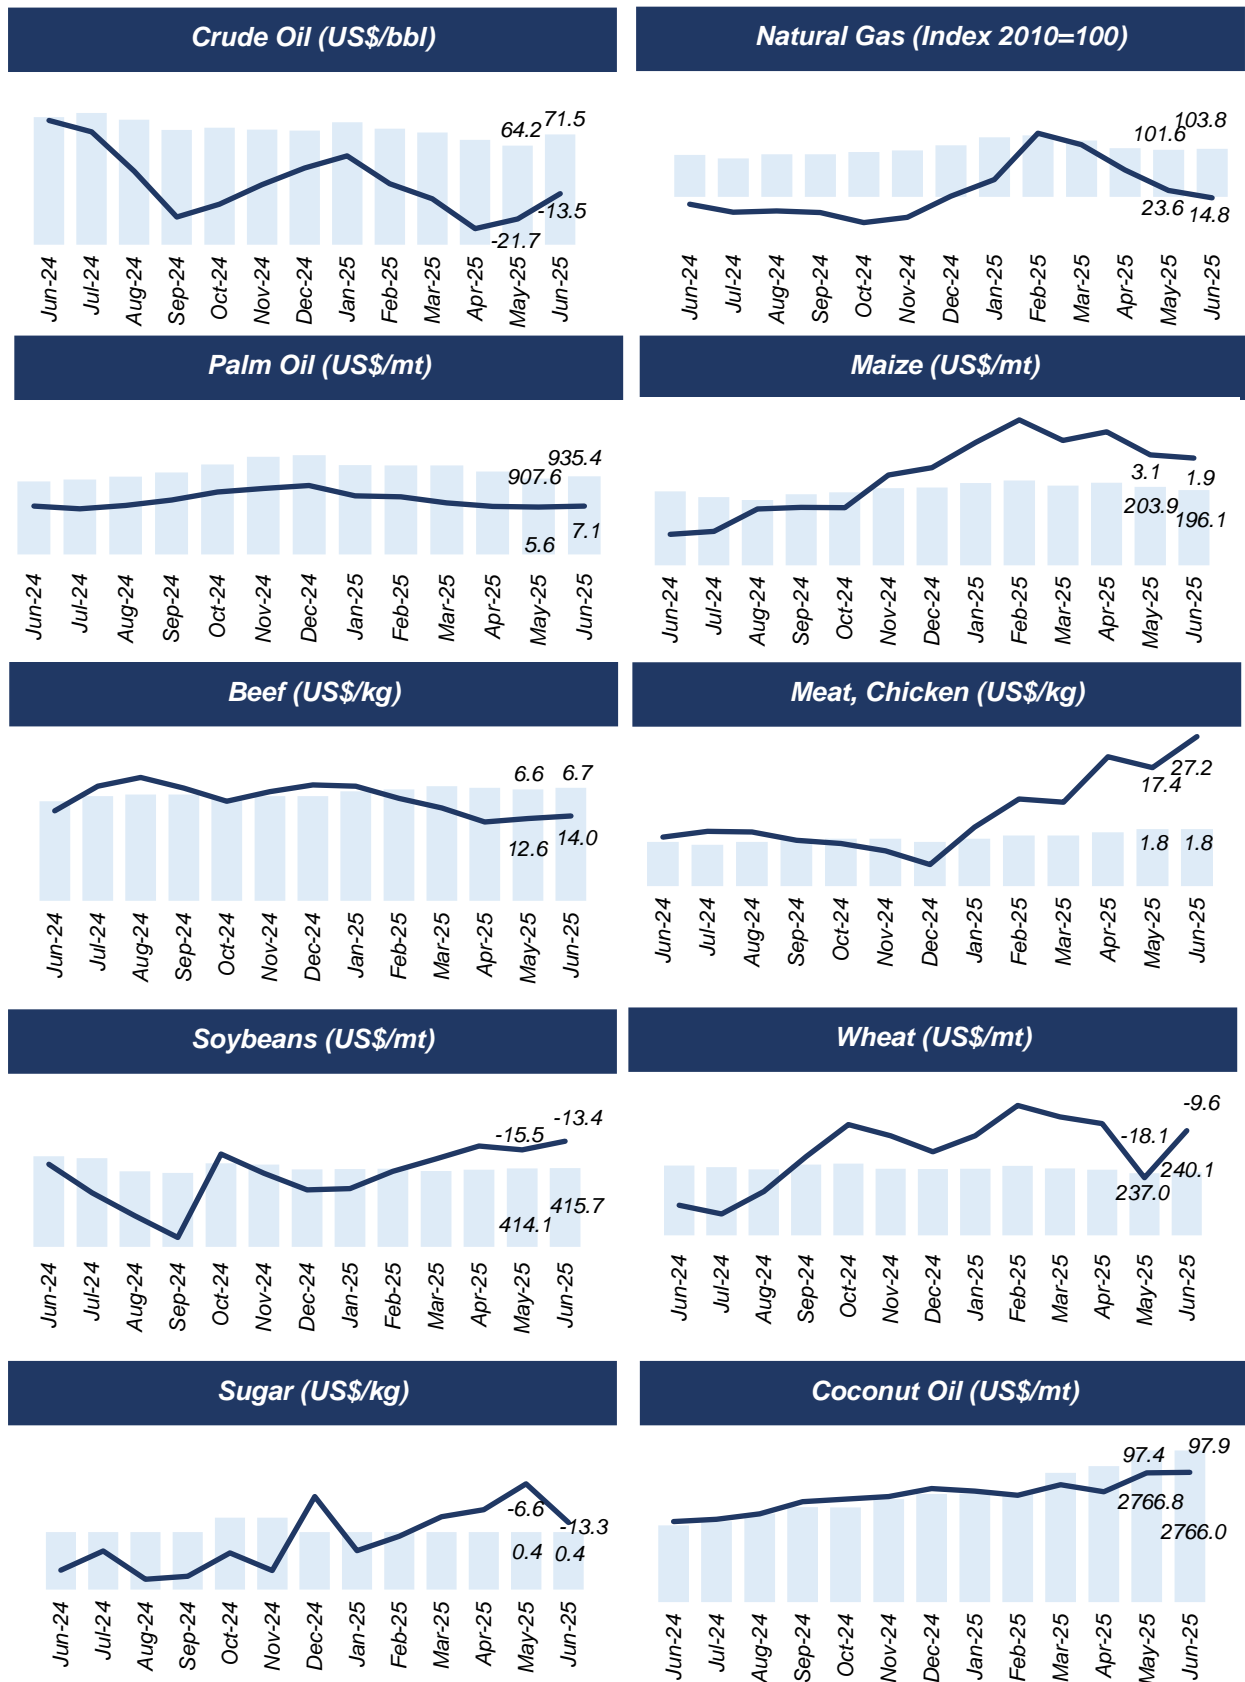 Crude Oil (US$/bbl)
64.2 71.5
-21.7 -13.5
Jun-24 Jul-24 Aug-24 Sep-24 Oct-24 Nov-24 Dec-24 Jan-25 Feb-25 Mar-25 Apr-25 May-25 Jun-25
Natural Gas (Index 2010=100)
101.6 103.8
23.6 14.8
Jun-24 Jul-24 Aug-24 Sep-24 Oct-24 Nov-24 Dec-24 Jan-25 Feb-25 Mar-25 Apr-25 May-25 Jun-25
Palm Oil (US$/mt)
907.6 935.4
5.6 7.1
Jun-24 Jul-24 Aug-24 Sep-24 Oct-24 Nov-24 Dec-24 Jan-25 Feb-25 Mar-25 Apr-25 May-25 Jun-25
Maize (US$/mt)
3.1 1.9
203.9 196.1
Jun-24 Jul-24 Aug-24 Sep-24 Oct-24 Nov-24 Dec-24 Jan-25 Feb-25 Mar-25 Apr-25 May-25 Jun-25
Beef (US$/kg)
6.6 6.7
12.6 14.0
Jun-24 Jul-24 Aug-24 Sep-24 Oct-24 Nov-24 Dec-24 Jan-25 Feb-25 Mar-25 Apr-25 May-25 Jun-25
Meat, Chicken (US$/kg)
17.4 27.2
1.8 1.8
Jun-24 Jul-24 Aug-24 Sep-24 Oct-24 Nov-24 Dec-24 Jan-25 Feb-25 Mar-25 Apr-25 May-25 Jun-25
Soybeans (US$/mt)
-15.5 -13.4
414.1 415.7
Jun-24 Jul-24 Aug-24 Sep-24 Oct-24 Nov-24 Dec-24 Jan-25 Feb-25 Mar-25 Apr-25 May-25 Jun-25
Wheat (US$/mt)
-18.1 -9.6
237.0 240.1
Jun-24 Jul-24 Aug-24 Sep-24 Oct-24 Nov-24 Dec-24 Jan-25 Feb-25 Mar-25 Apr-25 May-25 Jun-25
Sugar (US$/kg)
-6.6 -13.3
0.4 0.4
Jun-24 Jul-24 Aug-24 Sep-24 Oct-24 Nov-24 Dec-24 Jan-25 Feb-25 Mar-25 Apr-25 May-25 Jun-25
Coconut Oil (US$/mt)
97.4 97.9
2766.8 2766.0
Jun-24 Jul-24 Aug-24 Sep-24 Oct-24 Nov-24 Dec-24 Jan-25 Feb-25 Mar-25 Apr-25 May-25 Jun-25